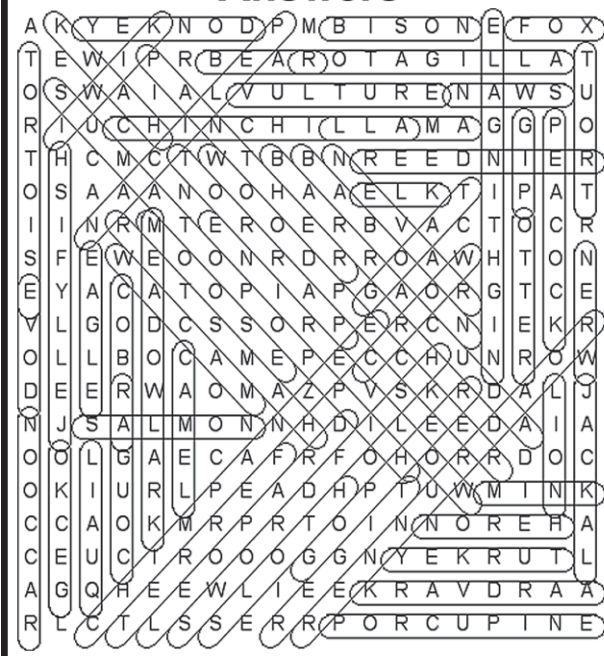 Answers
A K Y E K N O D P M B I S O N E F O X
T E W I P R B E A R O T A G I L L A T
O S W A I A L V U L T U R E N A W S U
R I U C H I N C H I L L A M A G G P O
T H C M C T W T B B N R E E D N I E R
O S A A A N O O H A A E L K T I P A T
I I N R M T E R O E R B V A C T O C R
S F E W E O O N R D R R O A W H T O N
E Y A C A T O P I A P G A O R G T C E
V L G O D C S S O R P E R C N I E K R
O L L B O C A M E P E C C H U N R O W
D E E R W A O M A Z P V S K R D A L J
N J S A L M O N N H D I L E E D A I A
O O L G A E C A F R F O H O R R D O C
O K I U R L P E A D H P T U W M I N K
C C A O K M R P R T O I N N O R E H A
C E U C I R O O O G G N Y E K R U T L
A G Q H E E W L I E E K R A V D R A A
R L C T L S S E R R P O R C U P I N E